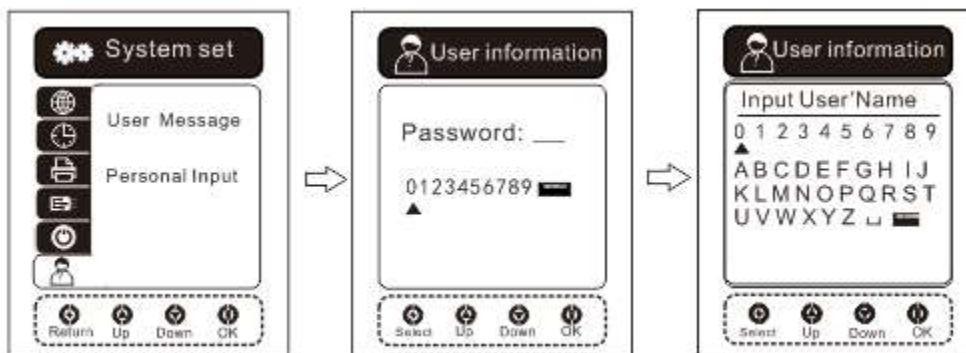 System set
User Message
Personal Input
Return Up Down OK
User information
Password: __
0123456789
Select Up Down OK
User information
Input User'Name
0 1 2 3 4 5 6 7 8 9
A B C D E F G H I J
K L M N O P Q R S T
U V W X Y Z ␣
Select Up Down OK